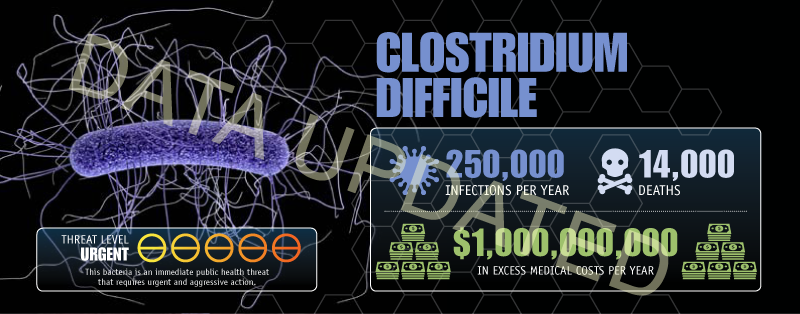 CLOSTRIDIUM
DIFFICILE
250,000
INFECTIONS PER YEAR
14,000
DEATHS
$1,000,000,000
IN EXCESS MEDICAL COSTS PER YEAR
THREAT LEVEL
URGENT
This bacteria is an immediate public health threat
that requires urgent and aggressive action.
DATA UPDATED